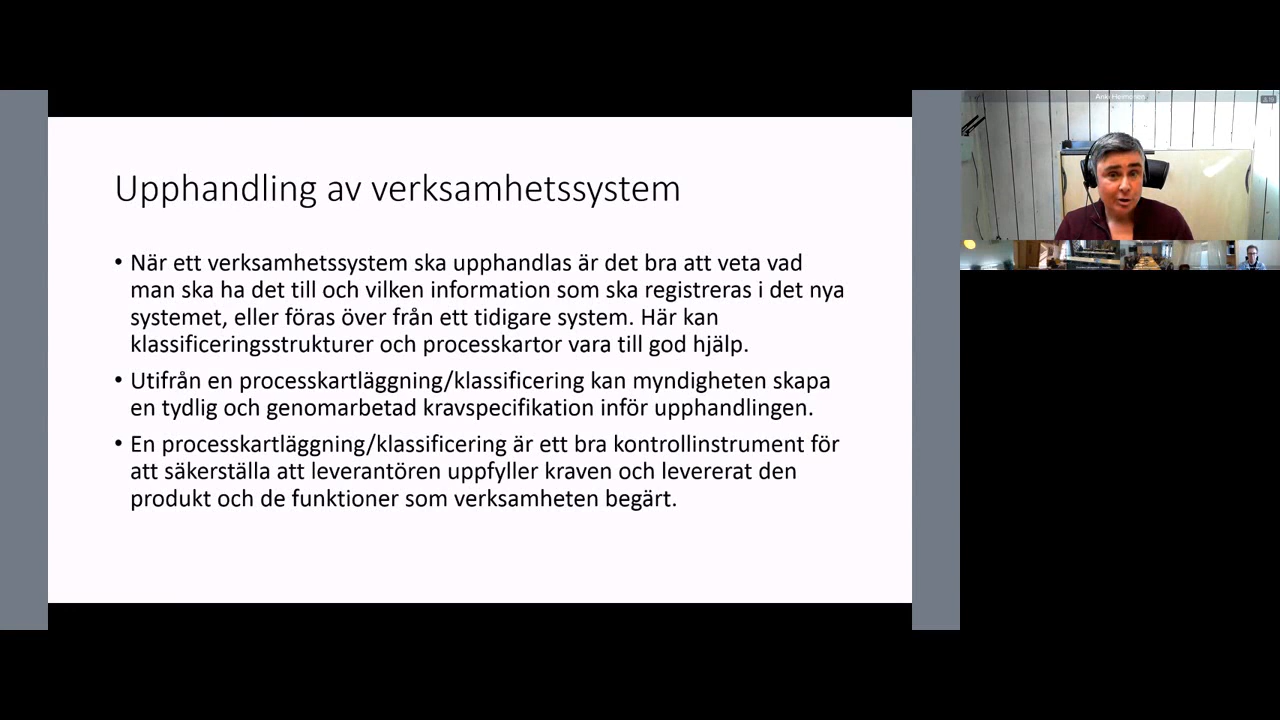 Upphandling av verksamhetssystem
• När ett verksamhetssystem ska upphandlas är det bra att veta vad
man ska ha det till och vilken information som ska registreras i det nya
systemet, eller föras över från ett tidigare system. Här kan
klassificeringsstrukturer och processkartor vara till god hjälp.
• Utifrån en processkartläggning/klassificering kan myndigheten skapa
en tydlig och genomarbetad kravspecifikation inför upphandlingen.
• En processkartläggning/klassificering är ett bra kontrollinstrument för
att säkerställa att leverantören uppfyller kraven och levererat den
produkt och de funktioner som verksamheten begärt.